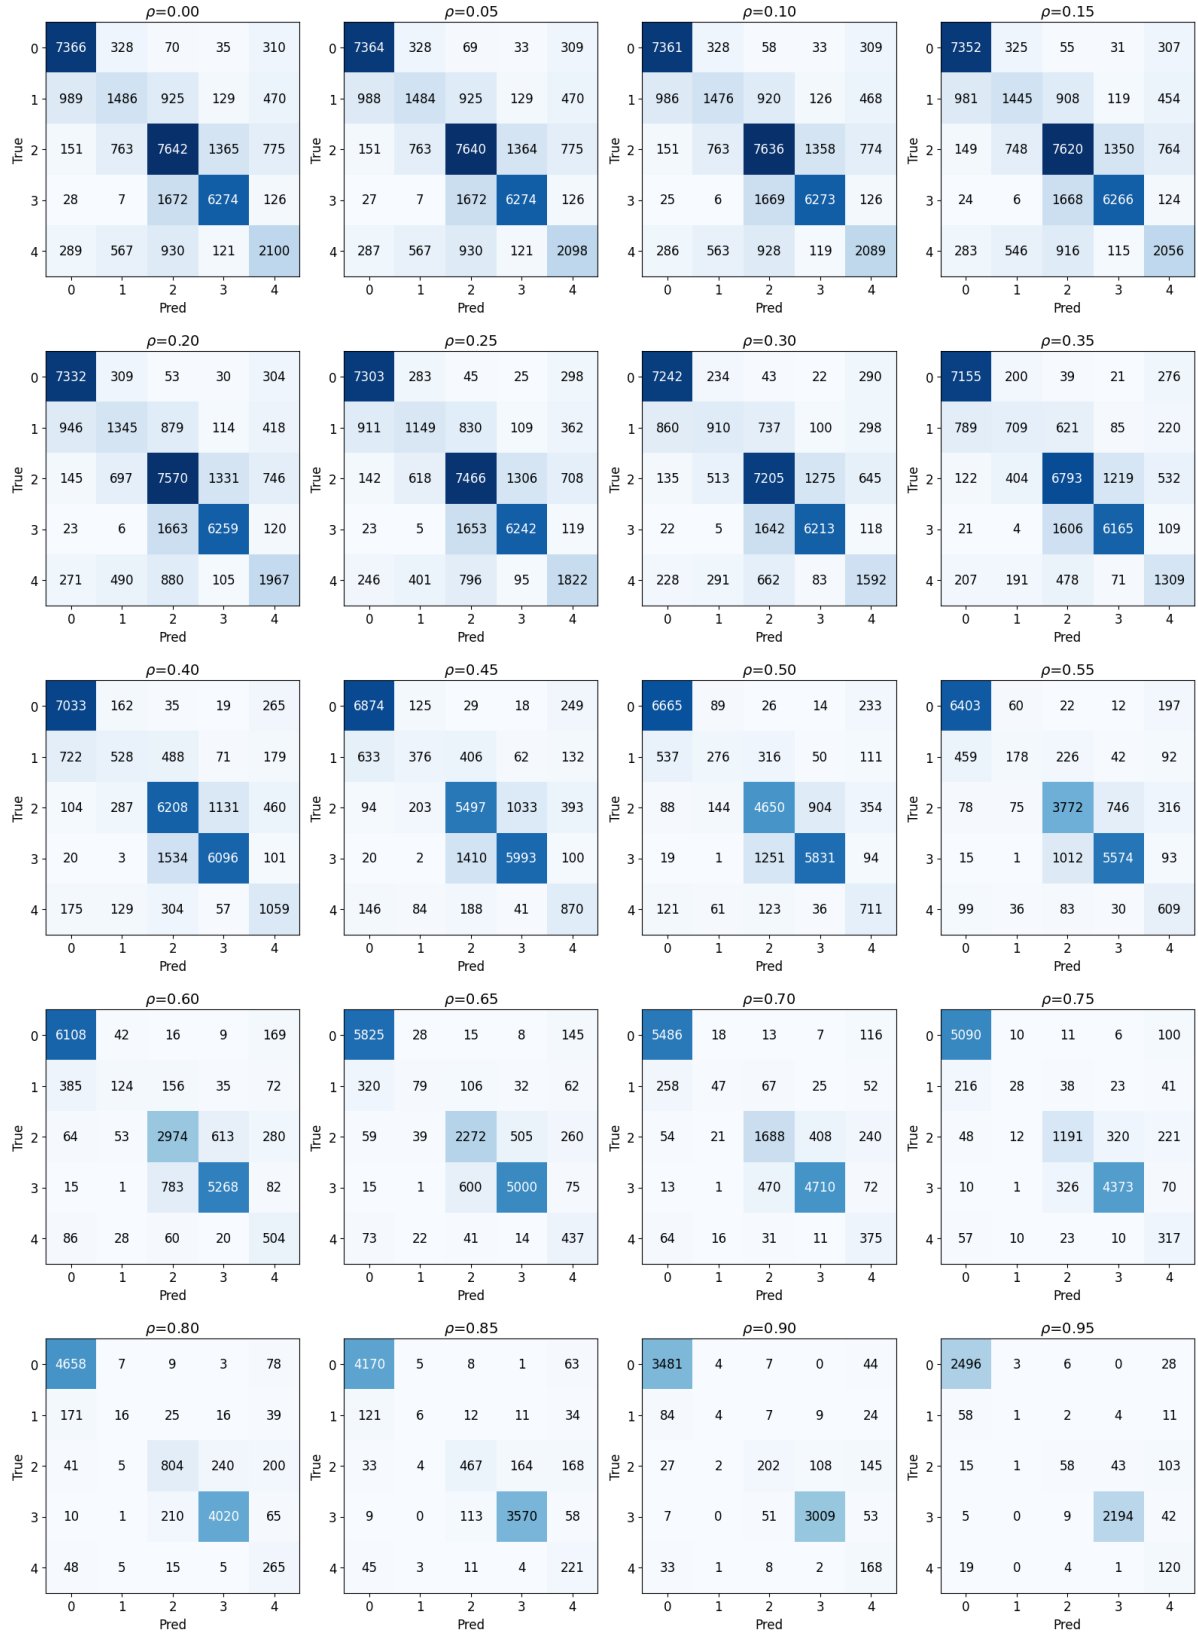 ρ=0.00 ρ=0.05 ρ=0.10 ρ=0.15
0 7366 328 70 35 310 0 7364 328 69 33 309 0 7361 328 58 33 309 0 7352 325 55 31 307
1 989 1486 925 129 470 1 988 1484 925 129 470 1 986 1476 920 126 468 1 981 1445 908 119 454
True 2 151 763 7642 1365 775 True 2 151 763 7640 1364 775 True 2 151 763 7636 1358 774 True 2 149 748 7620 1350 764
3 28 7 1672 6274 126 3 27 7 1672 6274 126 3 25 6 1669 6273 126 3 24 6 1668 6266 124
4 289 567 930 121 2100 4 287 567 930 121 2098 4 286 563 928 119 2089 4 283 546 916 115 2056
0 1 2 3 4 0 1 2 3 4 0 1 2 3 4 0 1 2 3 4
Pred Pred Pred Pred
ρ=0.20 ρ=0.25 ρ=0.30 ρ=0.35
0 7332 309 53 30 304 0 7303 283 45 25 298 0 7242 234 43 22 290 0 7155 200 39 21 276
1 946 1345 879 114 418 1 911 1149 830 109 362 1 860 910 737 100 298 1 789 709 621 85 220
True 2 145 697 7570 1331 746 True 2 142 618 7466 1306 708 True 2 135 513 7205 1275 645 True 2 122 404 6793 1219 532
3 23 6 1663 6259 120 3 23 5 1653 6242 119 3 22 5 1642 6213 118 3 21 4 1606 6165 109
4 271 490 880 105 1967 4 246 401 796 95 1822 4 228 291 662 83 1592 4 207 191 478 71 1309
0 1 2 3 4 0 1 2 3 4 0 1 2 3 4 0 1 2 3 4
Pred Pred Pred Pred
ρ=0.40 ρ=0.45 ρ=0.50 ρ=0.55
0 7033 162 35 19 265 0 6874 125 29 18 249 0 6665 89 26 14 233 0 6403 60 22 12 197
1 722 528 488 71 179 1 633 376 406 62 132 1 537 276 316 50 111 1 459 178 226 42 92
True 2 104 287 6208 1131 460 True 2 94 203 5497 1033 393 True 2 88 144 4650 904 354 True 2 78 75 3772 746 316
3 20 3 1534 6096 101 3 20 2 1410 5993 100 3 19 1 1251 5831 94 3 15 1 1012 5574 93
4 175 129 304 57 1059 4 146 84 188 41 870 4 121 61 123 36 711 4 99 36 83 30 609
0 1 2 3 4 0 1 2 3 4 0 1 2 3 4 0 1 2 3 4
Pred Pred Pred Pred
ρ=0.60 ρ=0.65 ρ=0.70 ρ=0.75
0 6108 42 16 9 169 0 5825 28 15 8 145 0 5486 18 13 7 116 0 5090 10 11 6 100
1 385 124 156 35 72 1 320 79 106 32 62 1 258 47 67 25 52 1 216 28 38 23 41
True 2 64 53 2974 613 280 True 2 59 39 2272 505 260 True 2 54 21 1688 408 240 True 2 48 12 1191 320 221
3 15 1 783 5268 82 3 15 1 600 5000 75 3 13 1 470 4710 72 3 10 1 326 4373 70
4 86 28 60 20 504 4 73 22 41 14 437 4 64 16 31 11 375 4 57 10 23 10 317
0 1 2 3 4 0 1 2 3 4 0 1 2 3 4 0 1 2 3 4
Pred Pred Pred Pred
ρ=0.80 ρ=0.85 ρ=0.90 ρ=0.95
0 4658 7 9 3 78 0 4170 5 8 1 63 0 3481 4 7 0 44 0 2496 3 6 0 28
1 171 16 25 16 39 1 121 6 12 11 34 1 84 4 7 9 24 1 58 1 2 4 11
True 2 41 5 804 240 200 True 2 33 4 467 164 168 True 2 27 2 202 108 145 True 2 15 1 58 43 103
3 10 1 210 4020 65 3 9 0 113 3570 58 3 7 0 51 3009 53 3 5 0 9 2194 42
4 48 5 15 5 265 4 45 3 11 4 221 4 33 1 8 2 168 4 19 0 4 1 120
0 1 2 3 4 0 1 2 3 4 0 1 2 3 4 0 1 2 3 4
Pred Pred Pred Pred